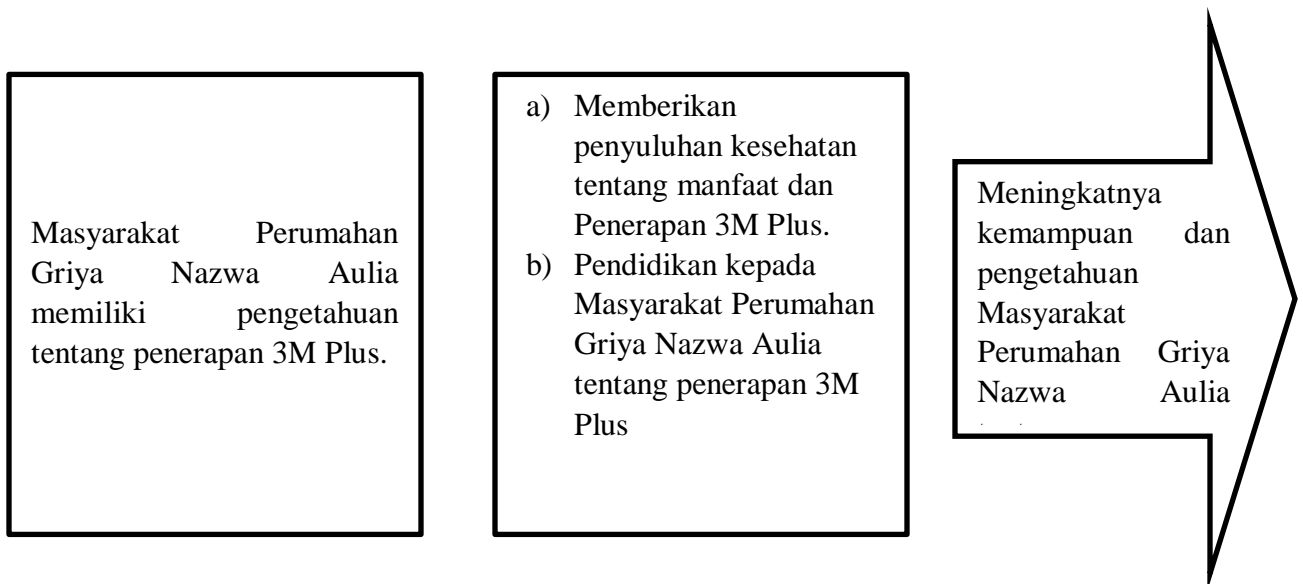 Masyarakat Perumahan
Griya Nazwa Aulia
memiliki pengetahuan
tentang penerapan 3M Plus.
a) Memberikan
penyuluhan kesehatan
tentang manfaat dan
Penerapan 3M Plus.
b) Pendidikan kepada
Masyarakat Perumahan
Griya Nazwa Aulia
tentang penerapan 3M
Plus
Meningkatnya
kemampuan dan
pengetahuan
Masyarakat
Perumahan Griya
Nazwa Aulia